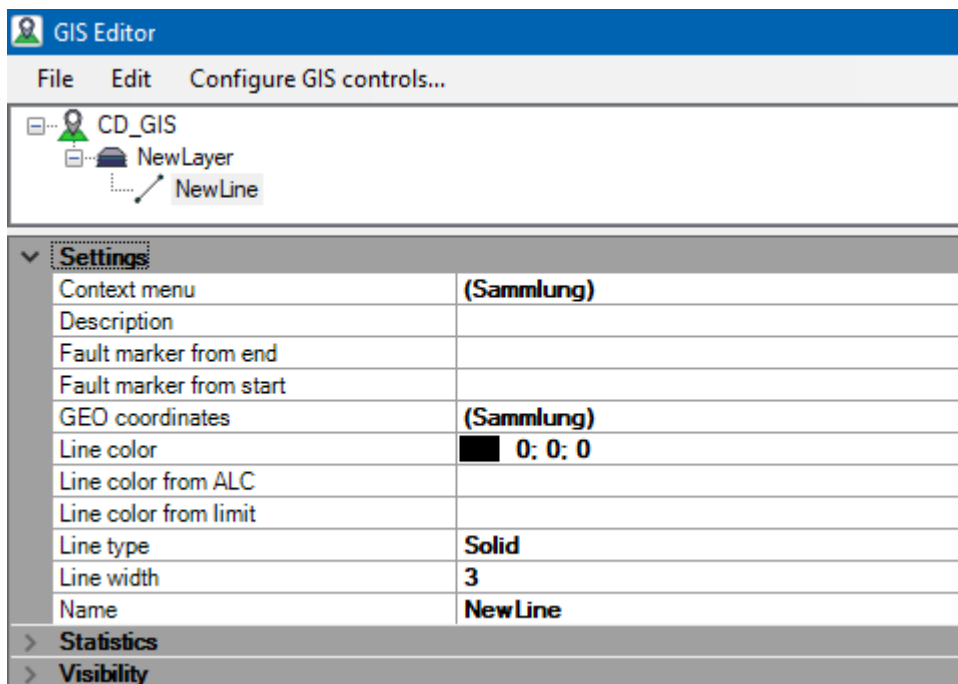 GIS Editor
File Edit Configure GIS controls...
CD_GIS
NewLayer
NewLine
Settings
Context menu (Sammlung)
Description
Fault marker from end
Fault marker from start
GEO coordinates (Sammlung)
Line color 0; 0; 0
Line color from ALC
Line color from limit
Line type Solid
Line width 3
Name NewLine
Statistics
Visibility